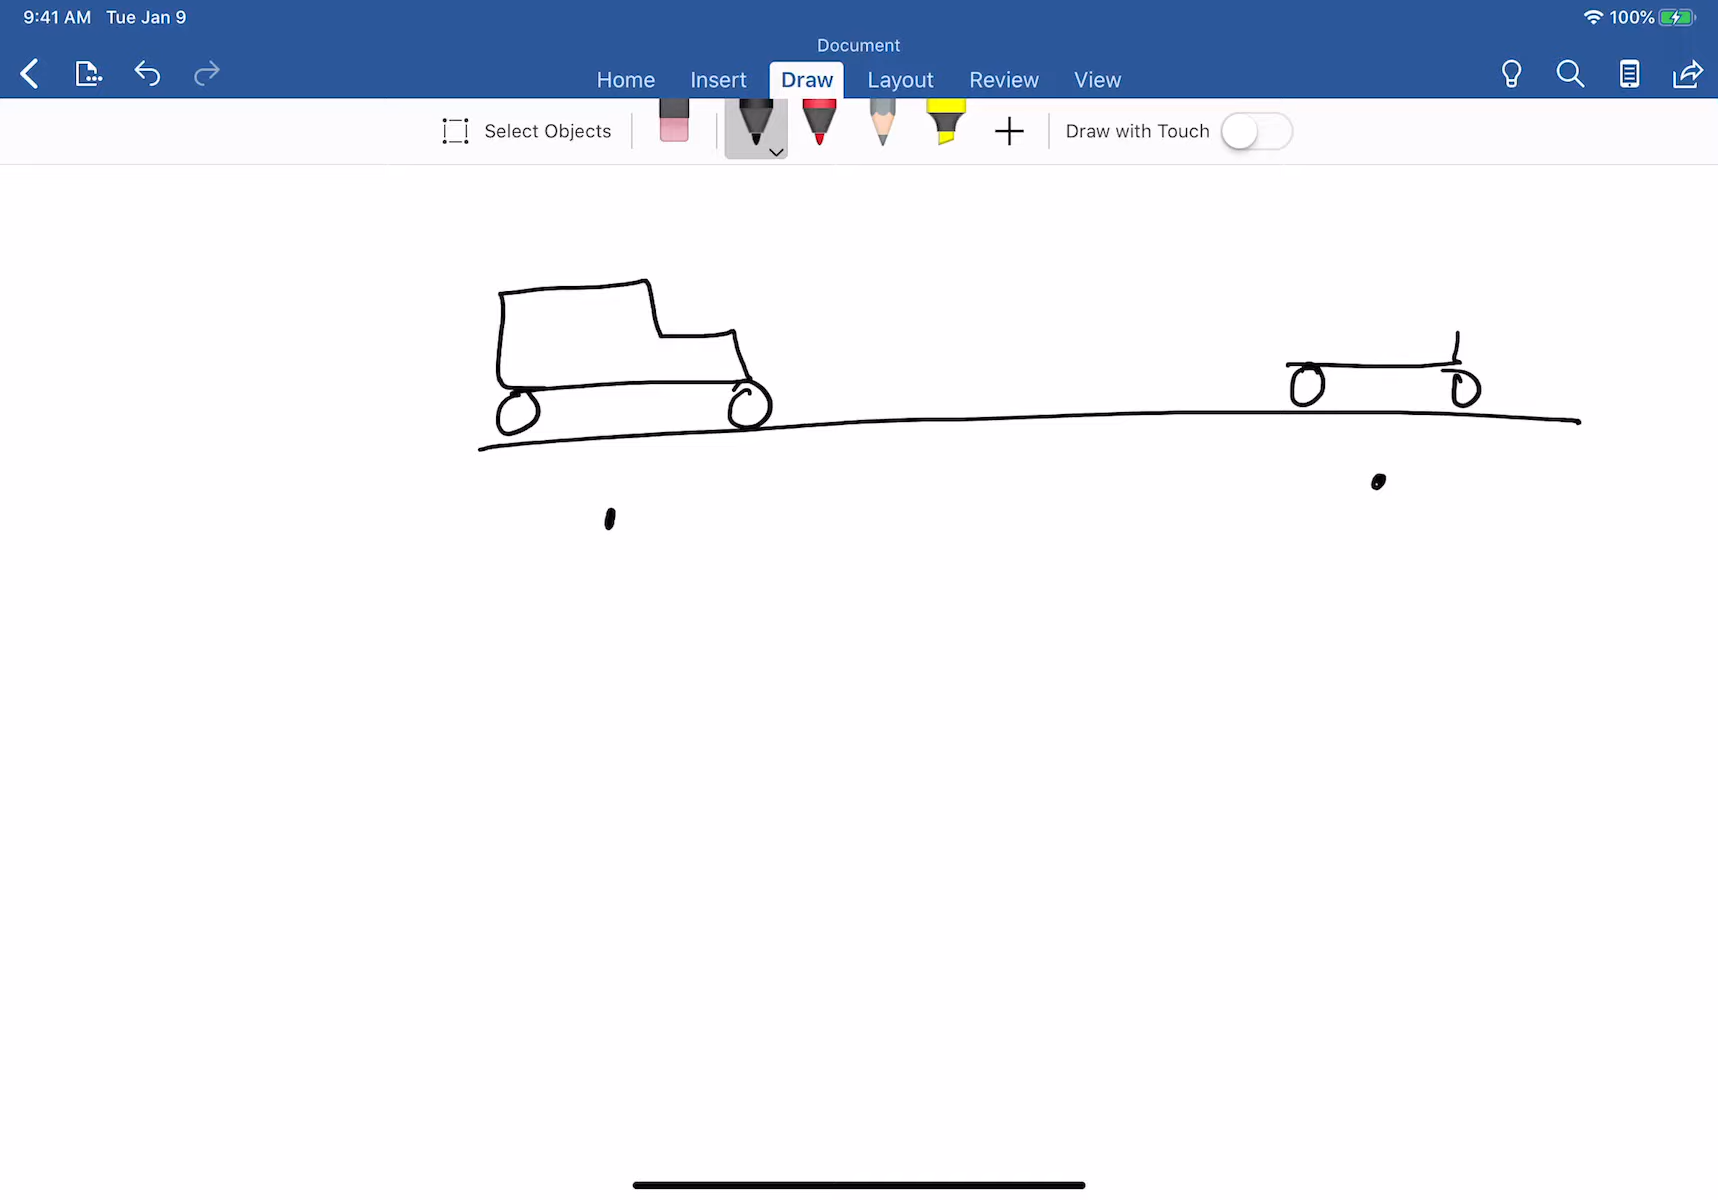 9:41 AM Tue Jan 9 100%
Document
Home Insert Draw Layout Review View
Select Objects Draw with Touch